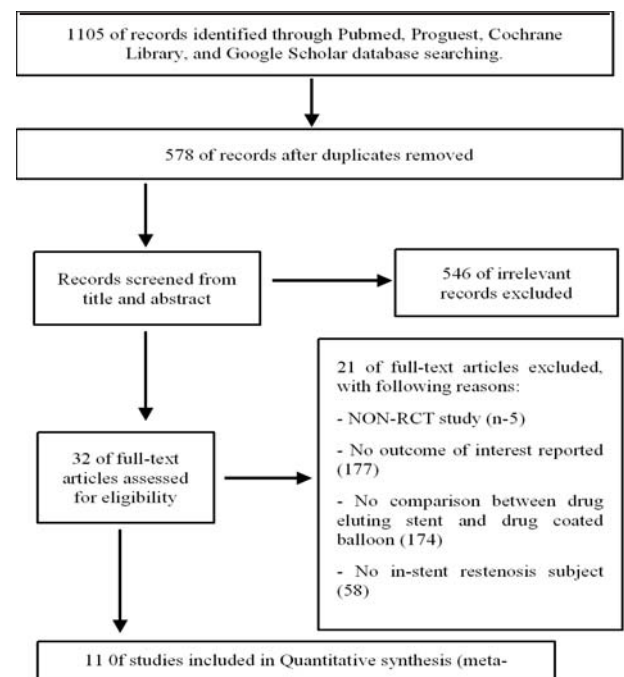 1105 of records identified through Pubmed, Proguest, Cochrane
Library, and Google Scholar database searching.
578 of records after duplicates removed
Records screened from
title and abstract
546 of irrelevant
records excluded
32 of full-text
articles assessed
for eligibility
21 of full-text articles excluded,
with following reasons:
- NON-RCT study (n-5)
- No outcome of interest reported
(177)
- No comparison between drug
eluting stent and drug coated
balloon (174)
- No in-stent restenosis subject
(58)
11 0f studies included in Quantitative synthesis (meta-